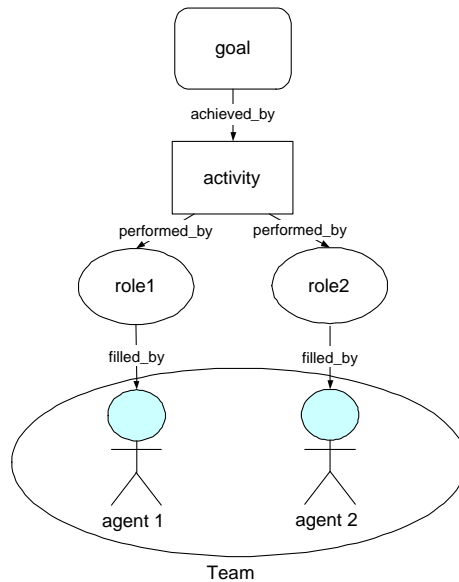 goal
achieved_by
activity
performed_by performed_by
role1 role2
filled_by filled_by
agent 1 agent 2
Team